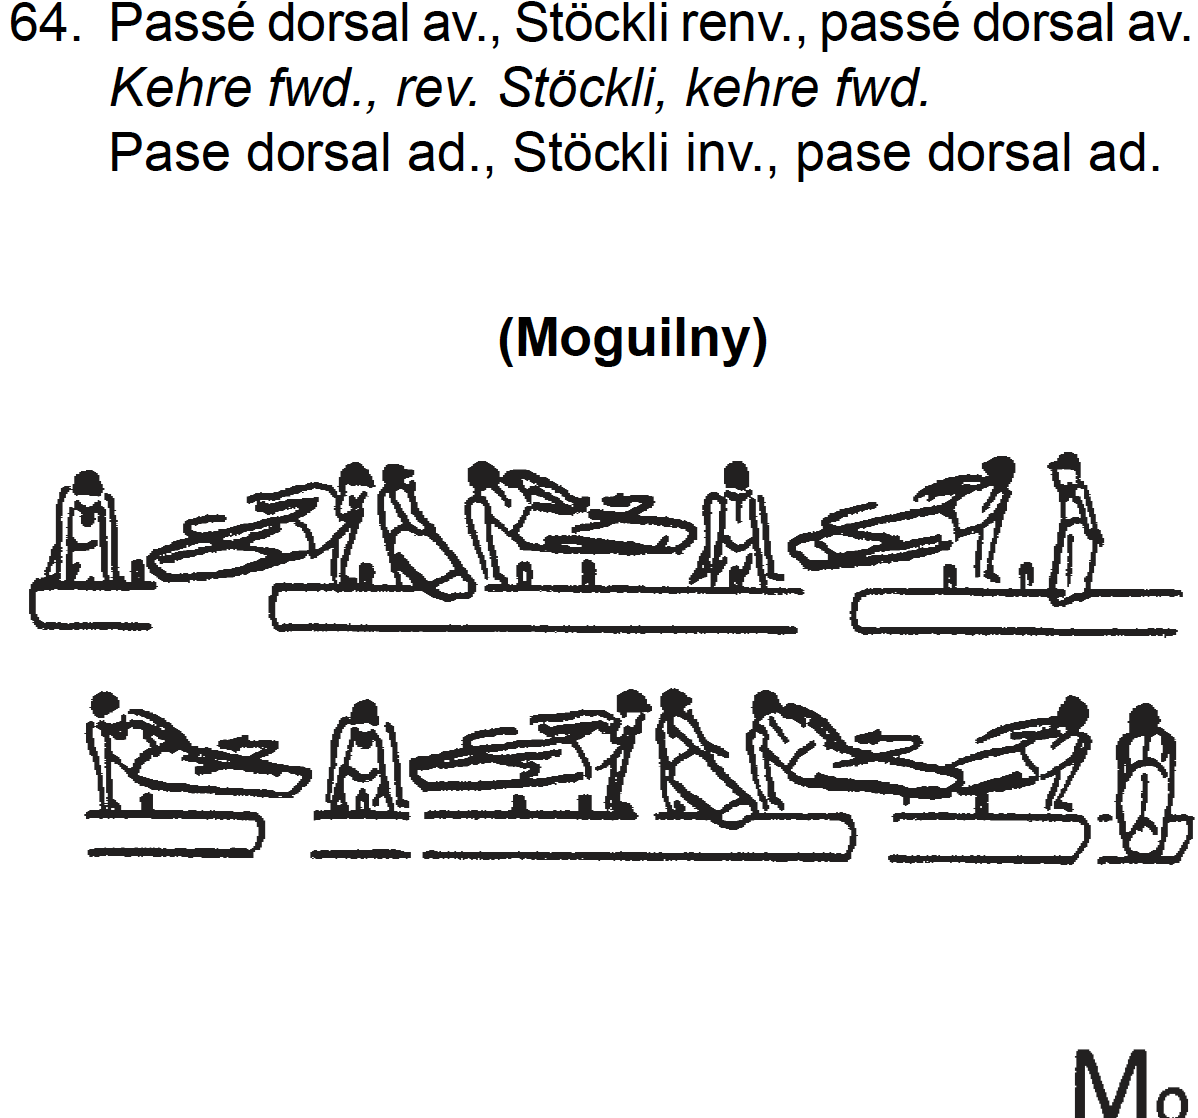 64. Passé dorsal av., Stöckli renv., passé dorsal av.
Kehre fwd., rev. Stöckli, kehre fwd.
Pase dorsal ad., Stöckli inv., pase dorsal ad.
(Moguilny)
Mo